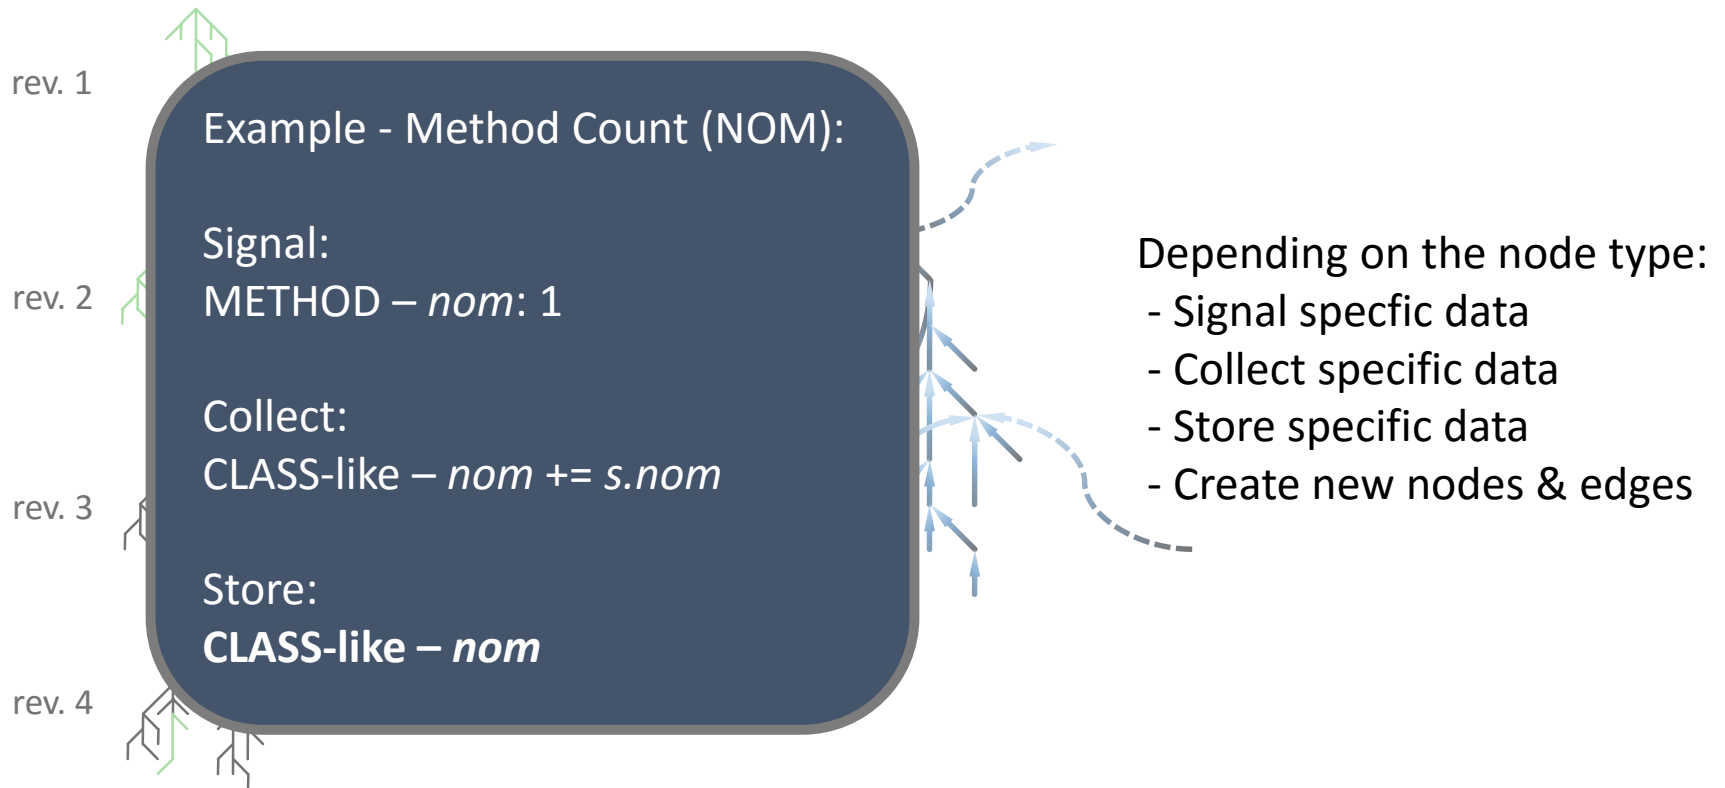 rev. 1
rev. 2
rev. 3
rev. 4
Example - Method Count (NOM):
Signal:
METHOD – nom: 1
Collect:
CLASS-like – nom += s.nom
Store:
CLASS-like – nom
Depending on the node type:
- Signal specfic data
- Collect specific data
- Store specific data
- Create new nodes & edges